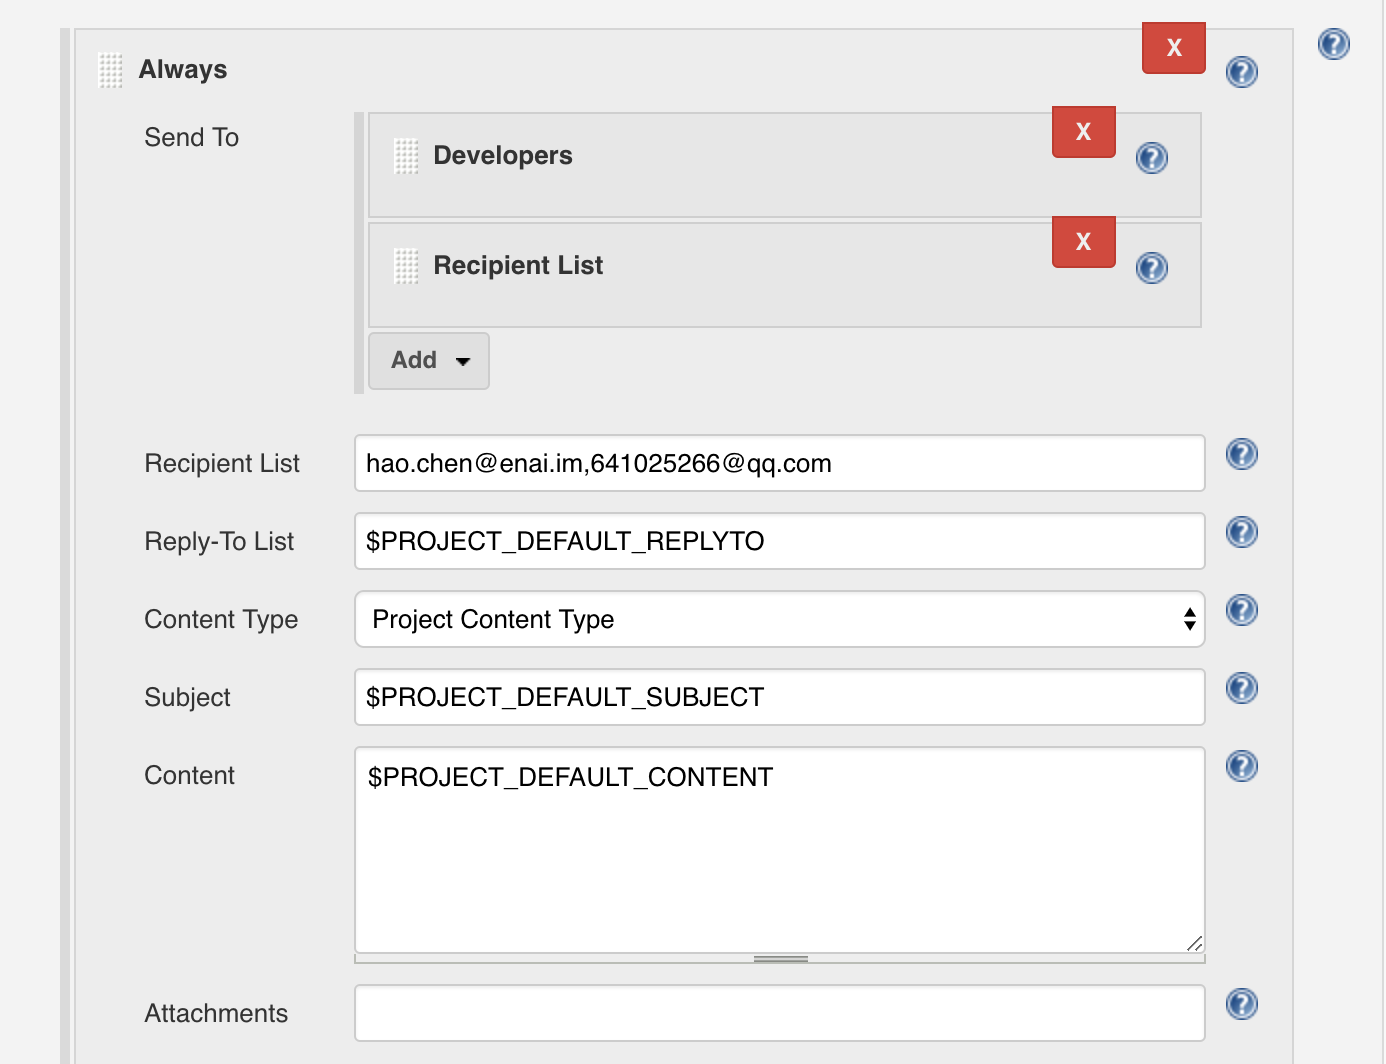 Always
X
?
?
Send To
Developers
X
?
Recipient List
X
?
Add
Recipient List
hao.chen@enai.im,641025266@qq.com
?
Reply-To List
$PROJECT_DEFAULT_REPLYTO
?
Content Type
Project Content Type
?
Subject
$PROJECT_DEFAULT_SUBJECT
?
Content
$PROJECT_DEFAULT_CONTENT
?
Attachments
?